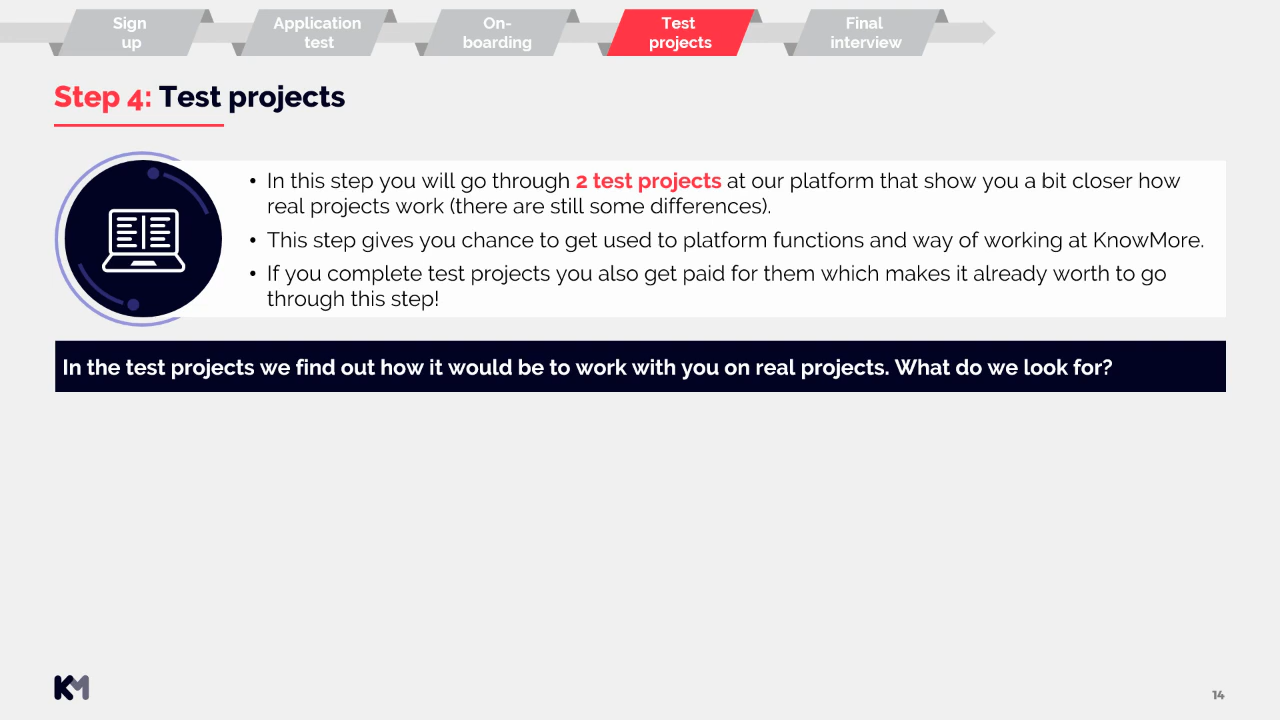 Sign
up
Application
test
On-
boarding
Test
projects
Final
interview
Step 4: Test projects
• In this step you will go through 2 test projects at our platform that show you a bit closer how
real projects work (there are still some differences).
• This step gives you chance to get used to platform functions and way of working at KnowMore.
• If you complete test projects you also get paid for them which makes it already worth to go
through this step!
In the test projects we find out how it would be to work with you on real projects. What do we look for?
KM
14